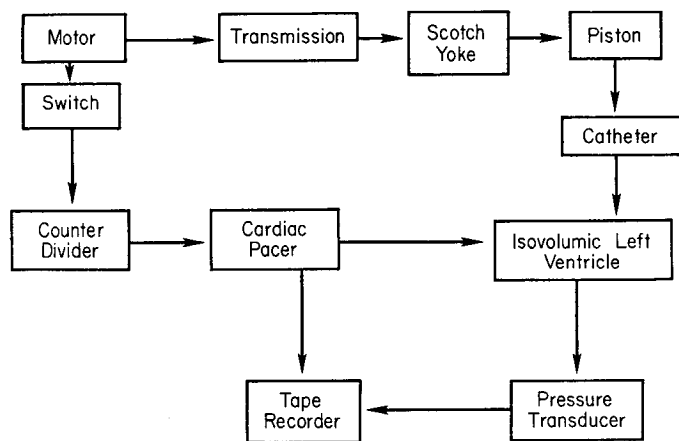 Motor
Transmission
Scotch
Yoke
Piston
Switch
Catheter
Counter
Divider
Cardiac
Pacer
Isovolumic Left
Ventricle
Tape
Recorder
Pressure
Transducer